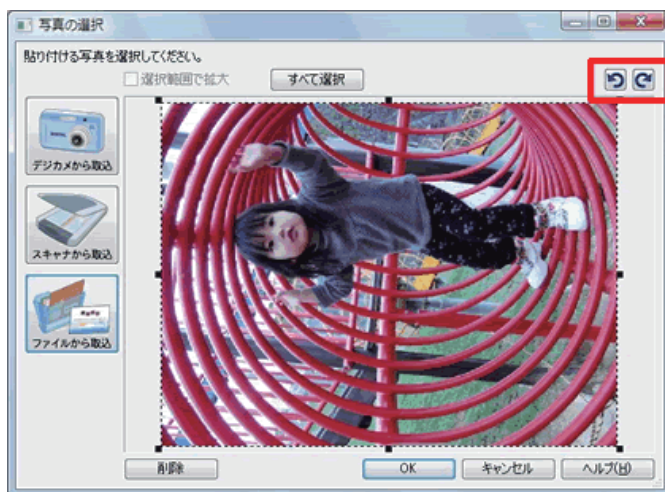 写真の選択
貼り付ける写真を選択してください。
選択範囲で拡大
すべて選択
デジカメから取込
スキャナから取込
ファイルから取込
削除
OK
キャンセル
ヘルプ(H)